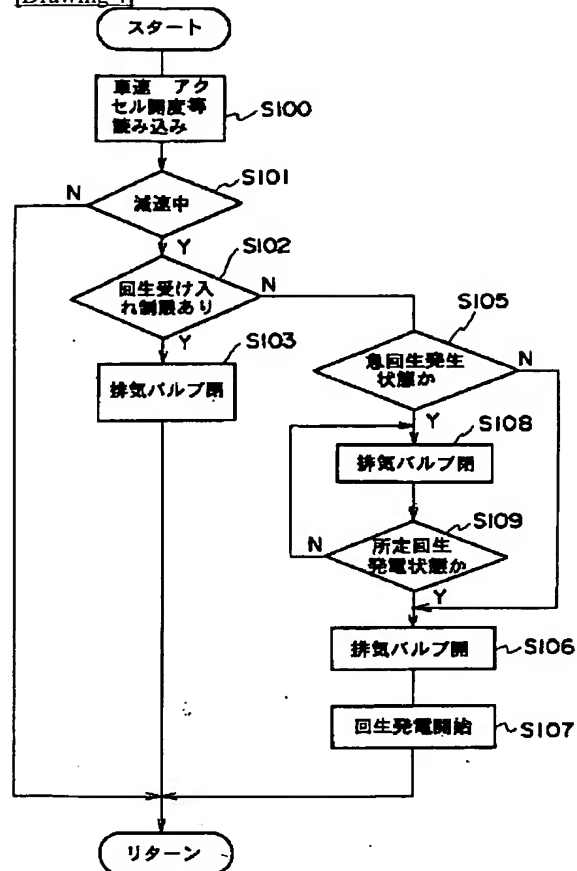 [Drawing 4]
スタート
車速 アク
セル開度等
読み込み
S100
S101
N
減速中
Y
S102
回生受け入
れ制限あり
N
Y
S103
排気バルブ閉
S105
急回生発生
状態か
N
Y
S108
排気バルブ閉
S109
所定回生
発電状態か
N
Y
排気バルブ開
S106
回生発電開始
S107
リターン